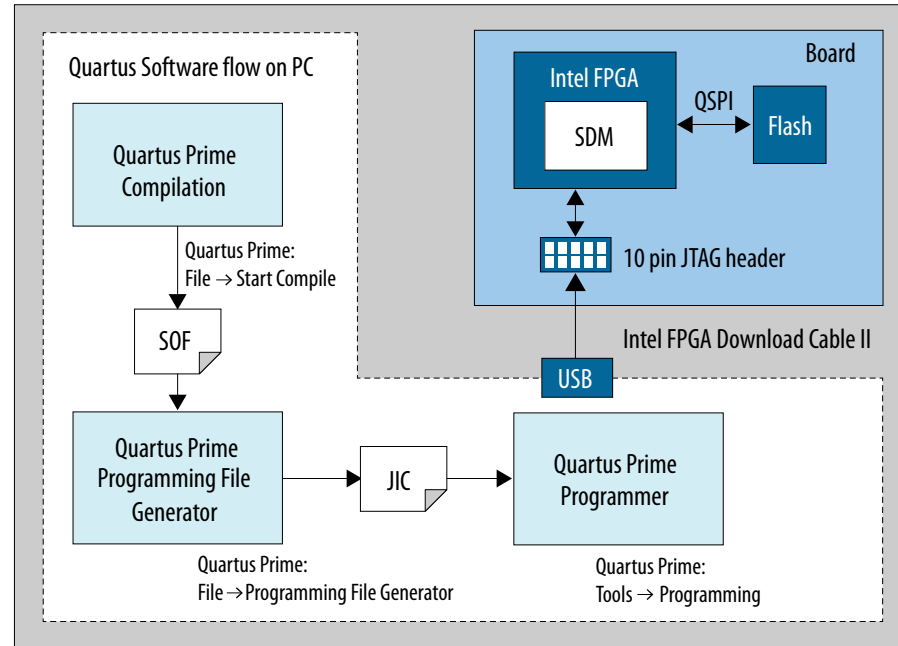 Quartus Software flow on PC
Quartus Prime
Compilation
Quartus Prime:
File → Start Compile
SOF
Quartus Prime
Programming File
Generator
Quartus Prime:
File → Programming File Generator
JIC
Quartus Prime
Programmer
Quartus Prime:
Tools → Programming
Board
Intel FPGA
SDM
QSPI
Flash
10 pin JTAG header
Intel FPGA Download Cable II
USB